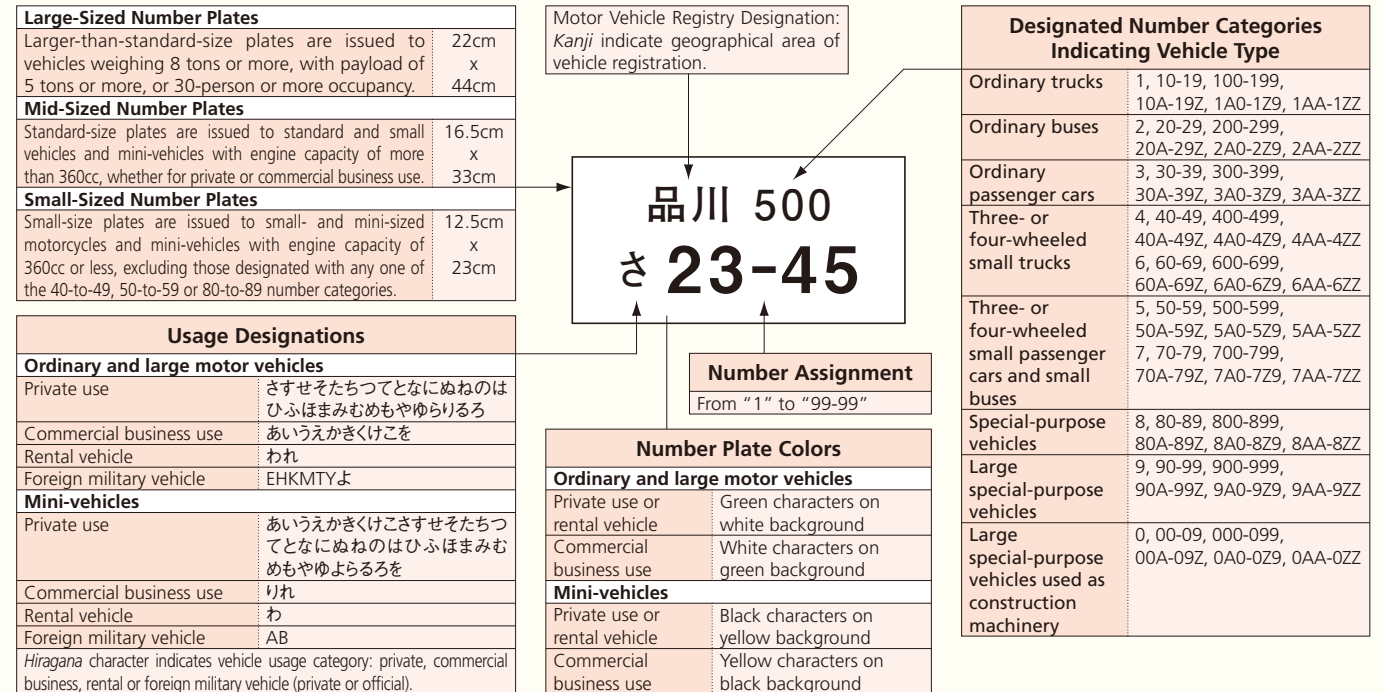 Large-Sized Number Plates
Larger-than-standard-size plates are issued to
vehicles weighing 8 tons or more, with payload of
5 tons or more, or 30-person or more occupancy.
22cm
x
44cm
Mid-Sized Number Plates
Standard-size plates are issued to standard and small
vehicles and mini-vehicles with engine capacity of more
than 360cc, whether for private or commercial business use.
16.5cm
x
33cm
Small-Sized Number Plates
Small-size plates are issued to small- and mini-sized
motorcycles and mini-vehicles with engine capacity of
360cc or less, excluding those designated with any one of
the 40-to-49, 50-to-59 or 80-to-89 number categories.
12.5cm
x
23cm
Usage Designations
Ordinary and large motor vehicles
Private use
さすせそたちつてとなにぬねのは
ひふほまみむめもやゆらりるろ
Commercial business use
あいうえかきくけこを
Rental vehicle
われ
Foreign military vehicle
EHKMTYよ
Mini-vehicles
Private use
あいうえかきくけこさすせそたちつ
てとなにぬねのはひふほまみむ
めもやゆよらるろを
Commercial business use
りれ
Rental vehicle
わ
Foreign military vehicle
AB
Hiragana character indicates vehicle usage category: private, commercial
business, rental or foreign military vehicle (private or official).
Motor Vehicle Registry Designation:
Kanji indicate geographical area of
vehicle registration.
品川 500
さ 23-45
Number Assignment
From “1” to “99-99”
Number Plate Colors
Ordinary and large motor vehicles
Private use or
rental vehicle
Green characters on
white background
Commercial
business use
White characters on
green background
Mini-vehicles
Private use or
rental vehicle
Black characters on
yellow background
Commercial
business use
Yellow characters on
black background
Designated Number Categories
Indicating Vehicle Type
Ordinary trucks
1, 10-19, 100-199,
10A-19Z, 1A0-1Z9, 1AA-1ZZ
Ordinary buses
2, 20-29, 200-299,
20A-29Z, 2A0-2Z9, 2AA-2ZZ
Ordinary
passenger cars
3, 30-39, 300-399,
30A-39Z, 3A0-3Z9, 3AA-3ZZ
Three- or
four-wheeled
small trucks
4, 40-49, 400-499,
40A-49Z, 4A0-4Z9, 4AA-4ZZ
6, 60-69, 600-699,
60A-69Z, 6A0-6Z9, 6AA-6ZZ
Three- or
four-wheeled
small passenger
cars and small
buses
5, 50-59, 500-599,
50A-59Z, 5A0-5Z9, 5AA-5ZZ
7, 70-79, 700-799,
70A-79Z, 7A0-7Z9, 7AA-7ZZ
Special-purpose
vehicles
8, 80-89, 800-899,
80A-89Z, 8A0-8Z9, 8AA-8ZZ
Large
special-purpose
vehicles
9, 90-99, 900-999,
90A-99Z, 9A0-9Z9, 9AA-9ZZ
Large
special-purpose
vehicles used as
construction
machinery
0, 00-09, 000-099,
00A-09Z, 0A0-0Z9, 0AA-0ZZ